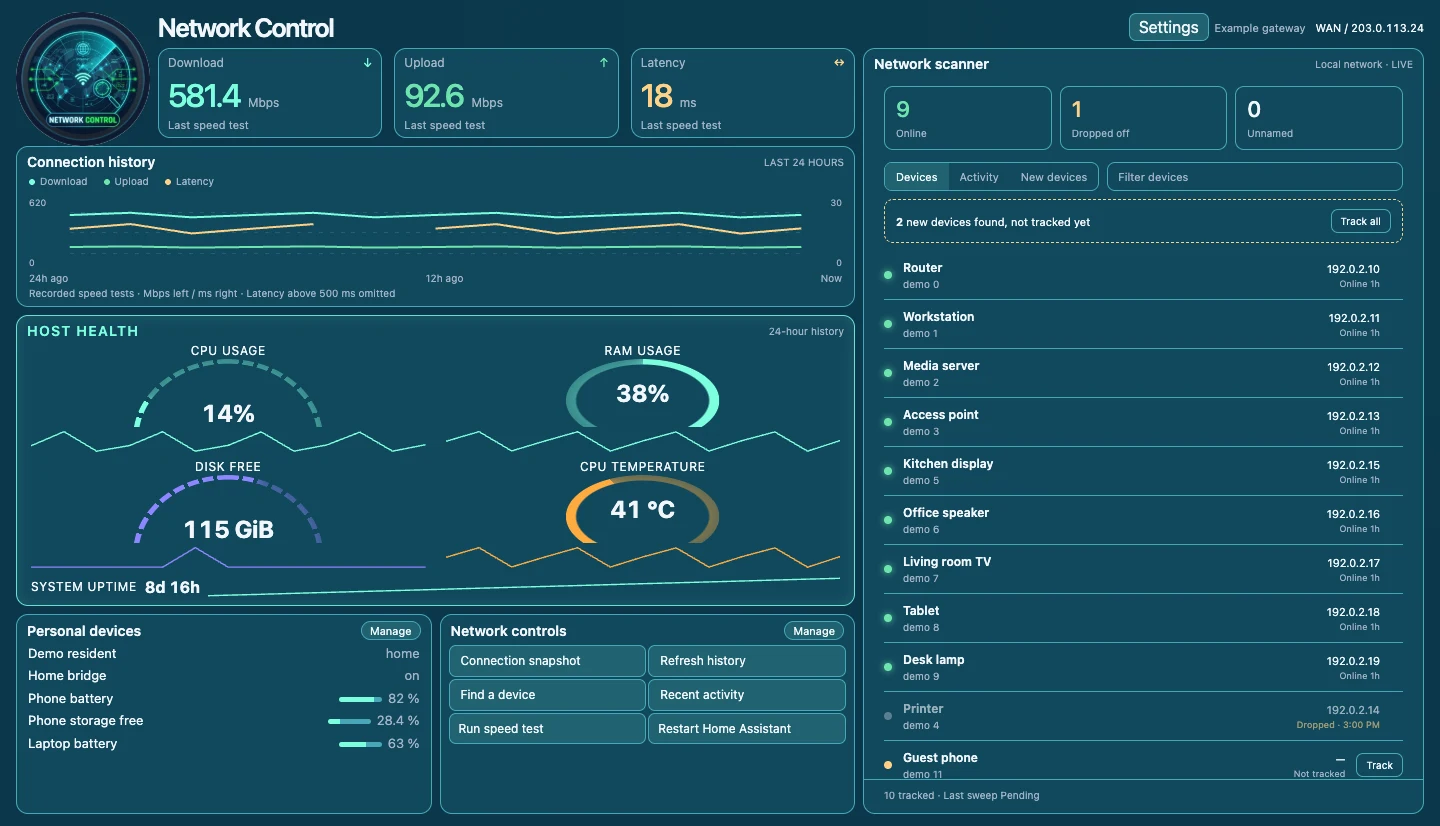 NETWORK CONTROL
Network Control
Settings
Example gateway
WAN / 203.0.113.24
Download ↓
581.4 Mbps
Last speed test
Upload ↑
92.6 Mbps
Last speed test
Latency ↔
18 ms
Last speed test
Connection history
LAST 24 HOURS
Download
Upload
Latency
620
30
0
0
24h ago
12h ago
Now
Recorded speed tests · Mbps left / ms right · Latency above 500 ms omitted
HOST HEALTH
24-hour history
CPU USAGE
14%
RAM USAGE
38%
DISK FREE
115 GiB
CPU TEMPERATURE
41 °C
SYSTEM UPTIME 8d 16h
Personal devices
Manage
Demo resident home
Home bridge on
Phone battery 82 %
Phone storage free 28.4 %
Laptop battery 63 %
Network controls
Manage
Connection snapshot
Refresh history
Find a device
Recent activity
Run speed test
Restart Home Assistant
Network scanner
Local network · LIVE
9
Online
1
Dropped off
0
Unnamed
Devices
Activity
New devices
Filter devices
2 new devices found, not tracked yet
Track all
Router 192.0.2.10
demo 0 Online 1h
Workstation 192.0.2.11
demo 1 Online 1h
Media server 192.0.2.12
demo 2 Online 1h
Access point 192.0.2.13
demo 3 Online 1h
Kitchen display 192.0.2.15
demo 5 Online 1h
Office speaker 192.0.2.16
demo 6 Online 1h
Living room TV 192.0.2.17
demo 7 Online 1h
Tablet 192.0.2.18
demo 8 Online 1h
Desk lamp 192.0.2.19
demo 9 Online 1h
Printer 192.0.2.14
demo 4 Dropped · 3:00 PM
Guest phone —
demo 11 Not tracked
Track
10 tracked · Last sweep Pending